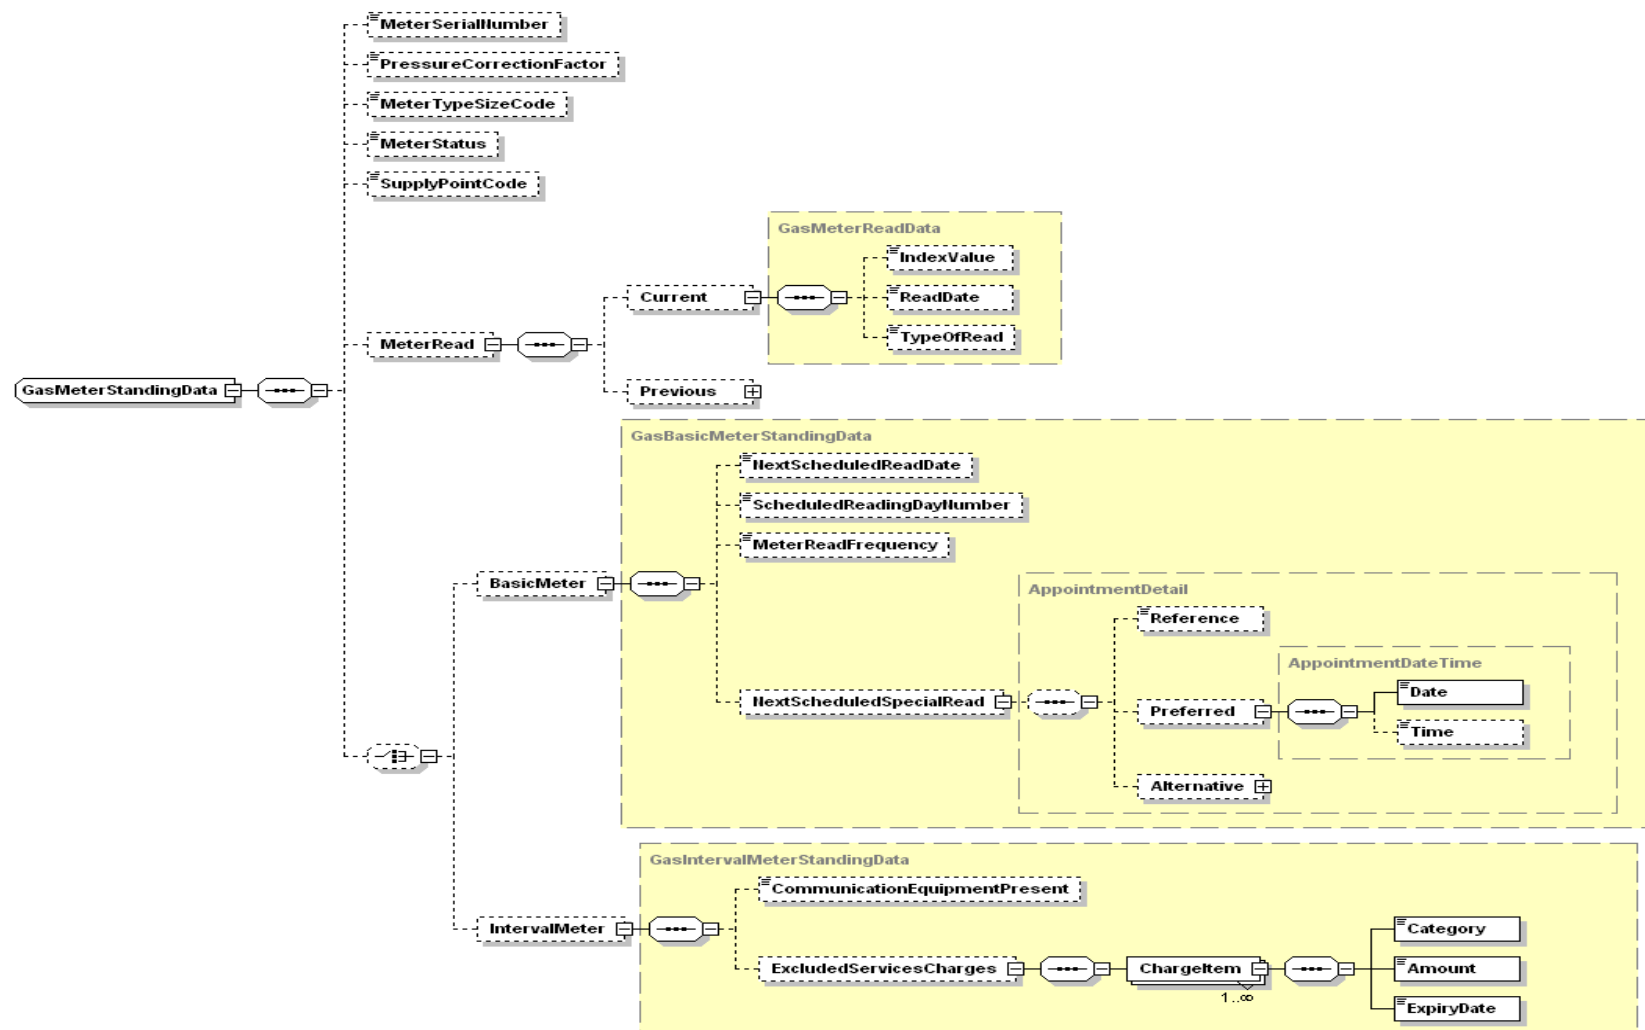 MeterSerialNumber
PressureCorrectionFactor
MeterTypeSizeCode
MeterStatus
SupplyPointCode
GasMeterReadData
IndexValue
Current
ReadDate
TypeOfRead
MeterRead
GasMeterStandingData
Previous
GasBasicMeterStandingData
NextScheduledReadDate
ScheduledReadingDayNumber
MeterReadFrequency
BasicMeter
AppointmentDetail
Reference
AppointmentDateTime
NextScheduledSpecialRead
Preferred
Date
Time
Alternative
GasIntervalMeterStandingData
CommunicationEquipmentPresent
IntervalMeter
ExcludedServicesCharges
ChargeItem
1..∞
Category
Amount
ExpiryDate